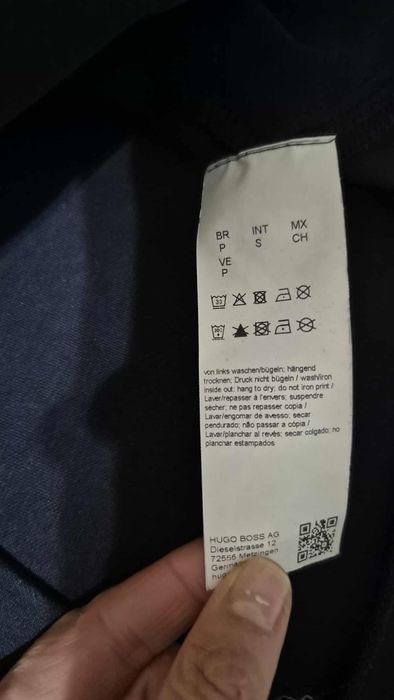 BR INT MX
P S CH
VE
P
30
30
von links waschen/bügeln; hängend
trocknen; Druck nicht bügeln / wash/iron
inside out; hang to dry; do not iron print /
Laver/repasser à l'envers; suspendre
sécher; ne pas repasser copia /
Lavar/engomar de avesso; secar
pendurado; não passar a cópia /
Lavar/planchar al revés; secar colgado; no
planchar estampados
HUGO BOSS AG
Dieselstrasse 12
72555 Metzingen